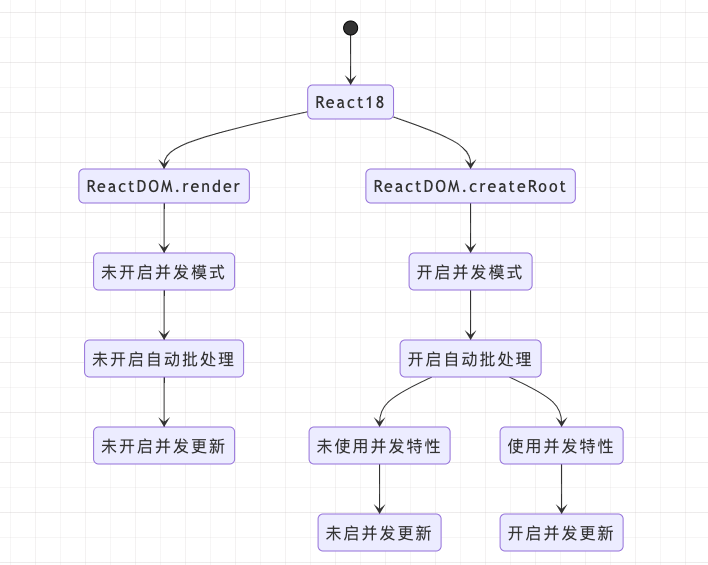 React18
ReactDOM.render
ReactDOM.createRoot
未开启并发模式
开启并发模式
未开启自动批处理
开启自动批处理
未开启并发更新
未使用并发特性
使用并发特性
未启并发更新
开启并发更新